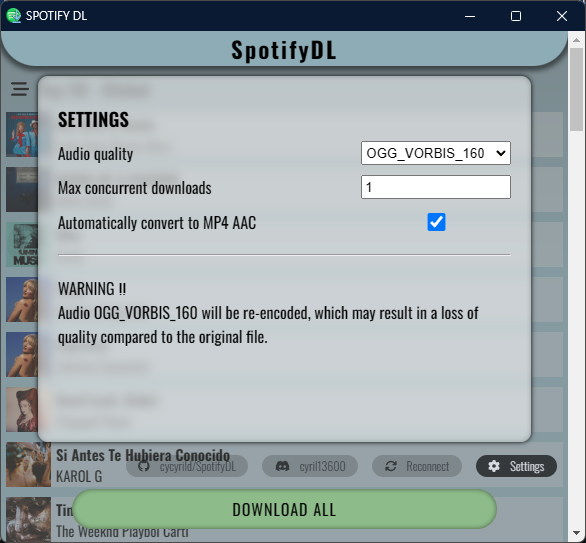 SPOTIFY DL
SpotifyDL
SETTINGS
Audio quality
OGG_VORBIS_160
Max concurrent downloads
1
Automatically convert to MP4 AAC
WARNING !!
Audio OGG_VORBIS_160 will be re-encoded, which may result in a loss of
quality compared to the original file.
Si Antes Te Hubiera Conocido
KAROL G
cycyrild/SpotifyDL
cyril13600
Reconnect
Settings
DOWNLOAD ALL
The Weeknd Playboi Carti